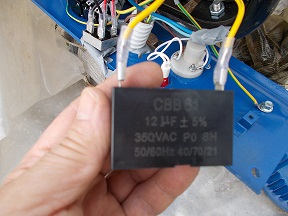 CBB61
12 µF ± 5%
350VAC P0 SH
50/60Hz 40/70/21